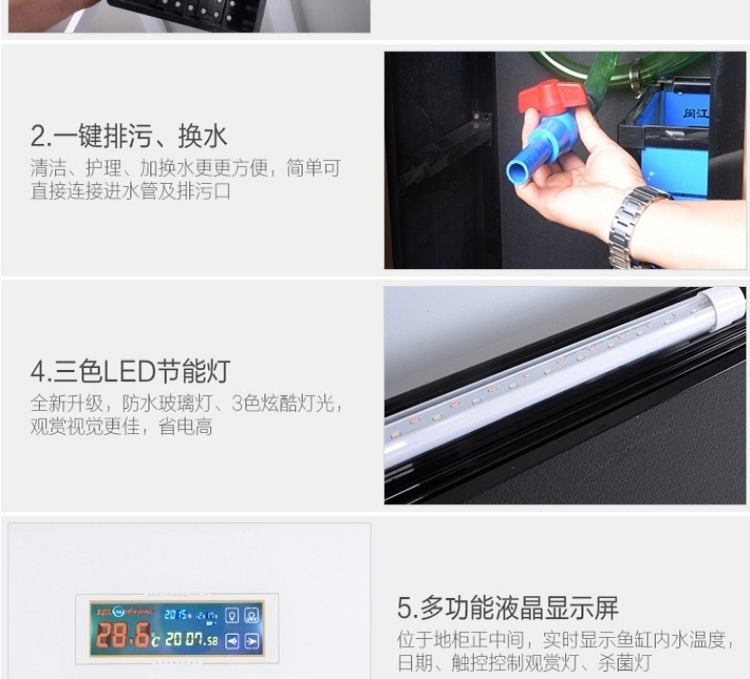 闽江
2.一键排污、换水
清洁、护理、加换水更更方便，简单可
直接连接进水管及排污口
4.三色LED节能灯
全新升级，防水玻璃灯、3色炫酷灯光，
观赏视觉更佳，省电高
28.6℃ 2007.58
5.多功能液晶显示屏
位于地柜正中间，实时显示鱼缸内水温度，
日期、触控控制观赏灯、杀菌灯